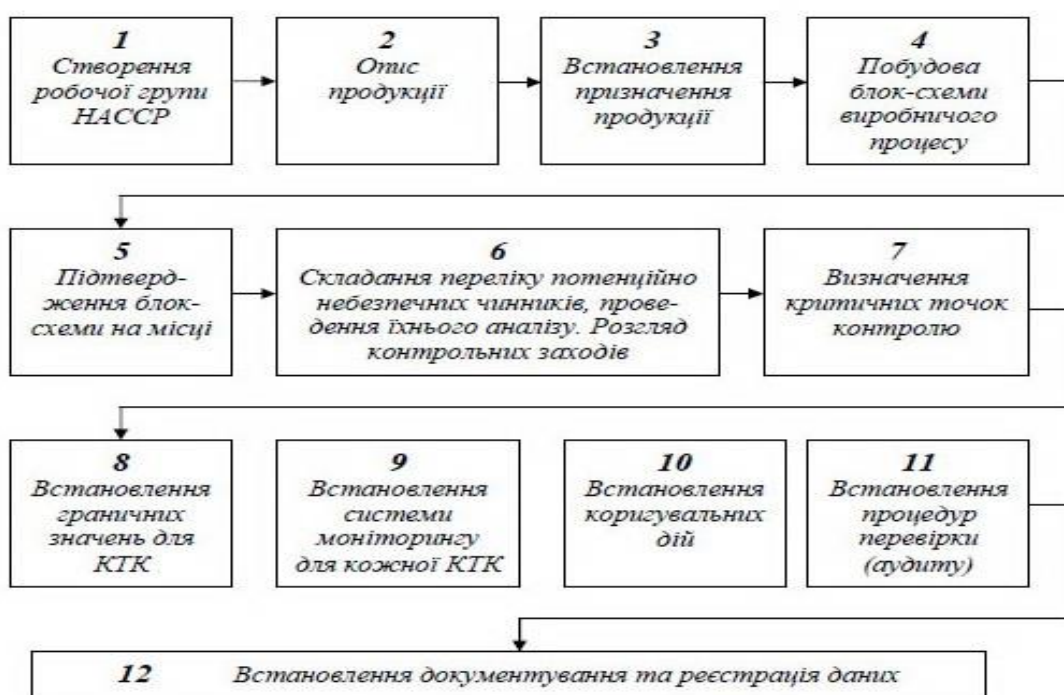 1
Створення
робочої групи
НАССР
2
Опис
продукції
3
Встановлення
призначення
продукції
4
Побудова
блок-схеми
виробничого
процесу
5
Підтверд-
ження блок-
схеми на місці
6
Складання переліку потенційно
небезпечних чинників, прове-
дення їхнього аналізу. Розгляд
контрольних заходів
7
Визначення
критичних точок
контролю
8
Встановлення
граничних
значень для
КТК
9
Встановлення
системи
моніторингу
для кожної КТК
10
Встановлення
коригувальних
дій
11
Встановлення
процедур
перевірки
(аудиту)
12 Встановлення документування та реєстрація даних